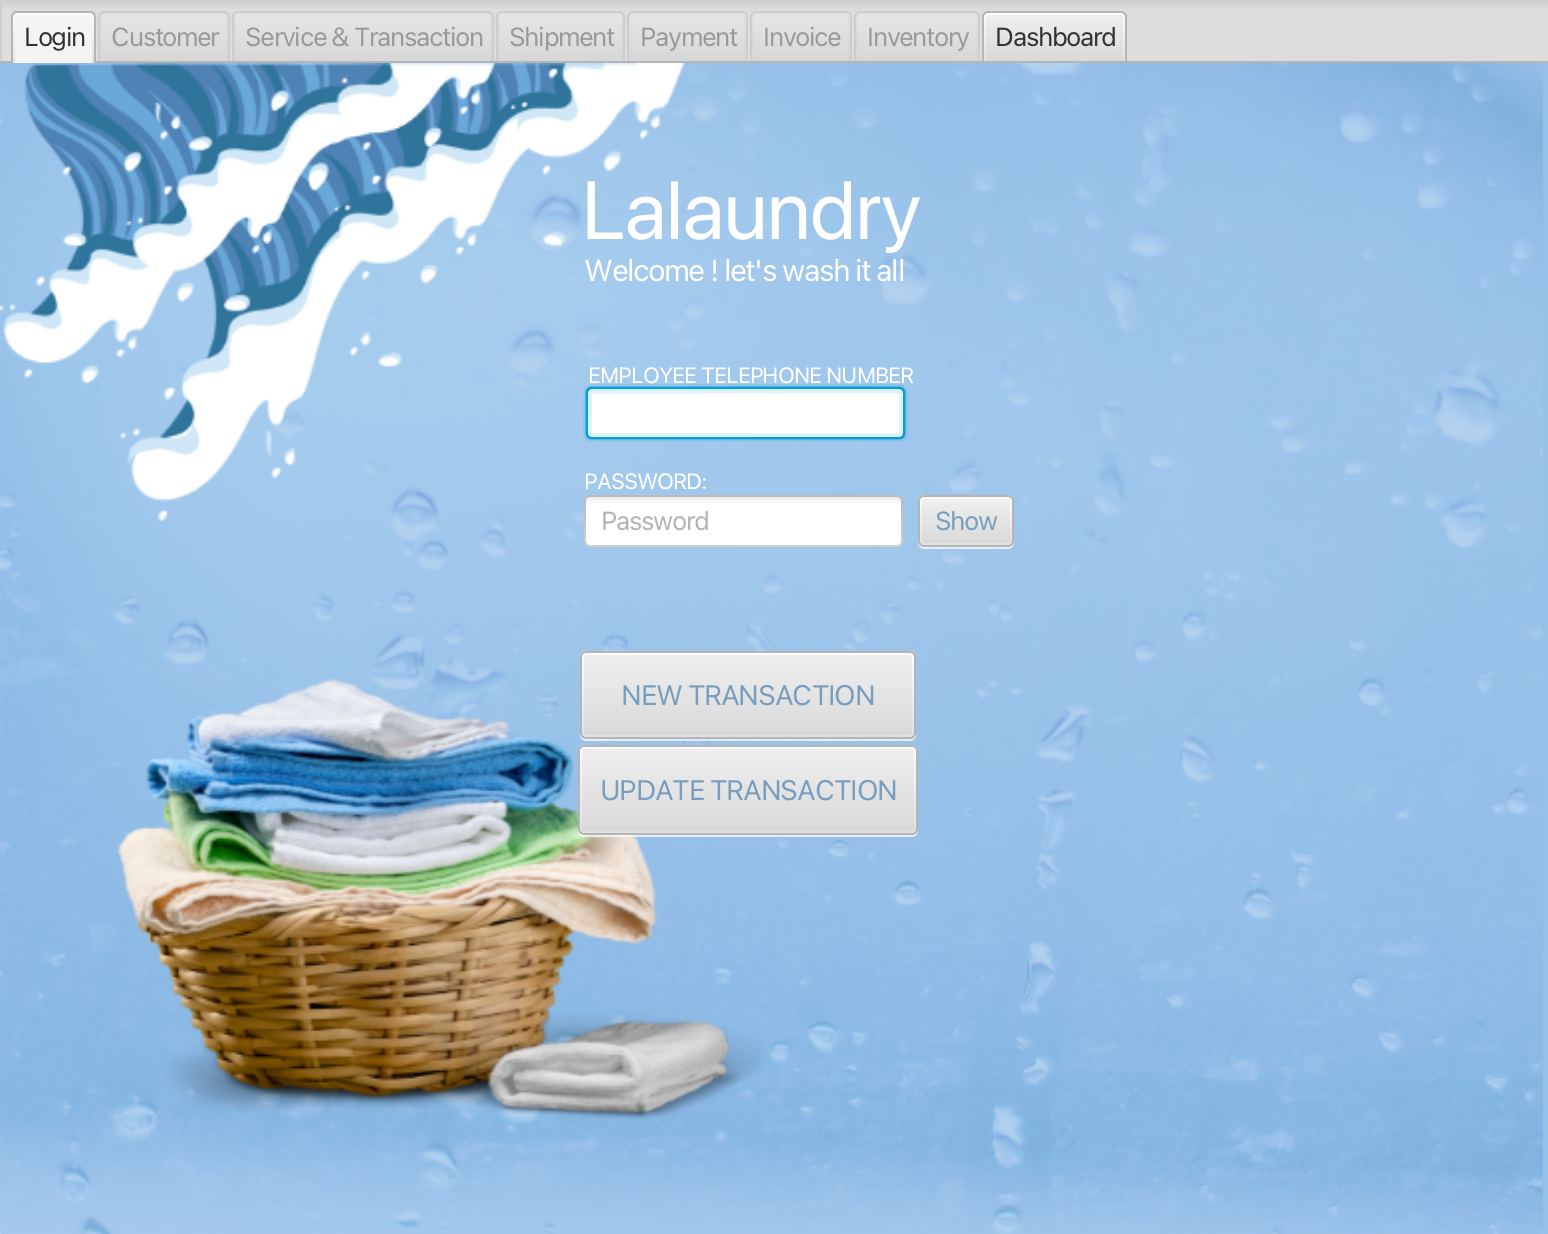 Login Customer Service & Transaction Shipment Payment Invoice Inventory Dashboard
Lalaundry
Welcome ! let's wash it all
EMPLOYEE TELEPHONE NUMBER
PASSWORD:
Password Show
NEW TRANSACTION
UPDATE TRANSACTION